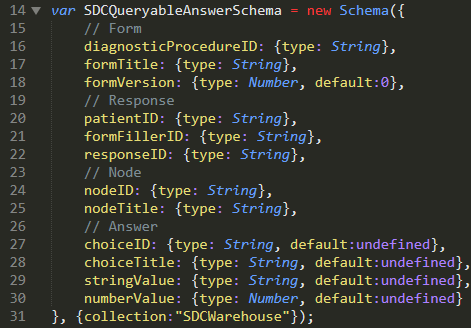 14 var SDCQueryableAnswerSchema = new Schema({
15     // Form
16     diagnosticProcedureID: {type: String},
17     formTitle: {type: String},
18     formVersion: {type: Number, default:0},
19     // Response
20     patientID: {type: String},
21     formFillerID: {type: String},
22     responseID: {type: String},
23     // Node
24     nodeID: {type: String},
25     nodeTitle: {type: String},
26     // Answer
27     choiceID: {type: String, default:undefined},
28     choiceTitle: {type: String, default:undefined},
29     stringValue: {type: String, default:undefined},
30     numberValue: {type: Number, default:undefined}
31 }, {collection:"SDCWarehouse"});